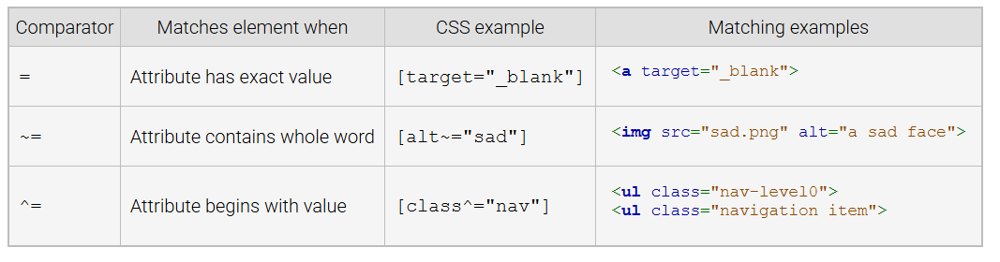 Comparator Matches element when CSS example Matching examples
= Attribute has exact value [target="_blank"] <a target="_blank">
~= Attribute contains whole word [alt~="sad"] <img src="sad.png" alt="a sad face">
^= Attribute begins with value [class^="nav"] <ul class="nav-level0">
<ul class="navigation item">